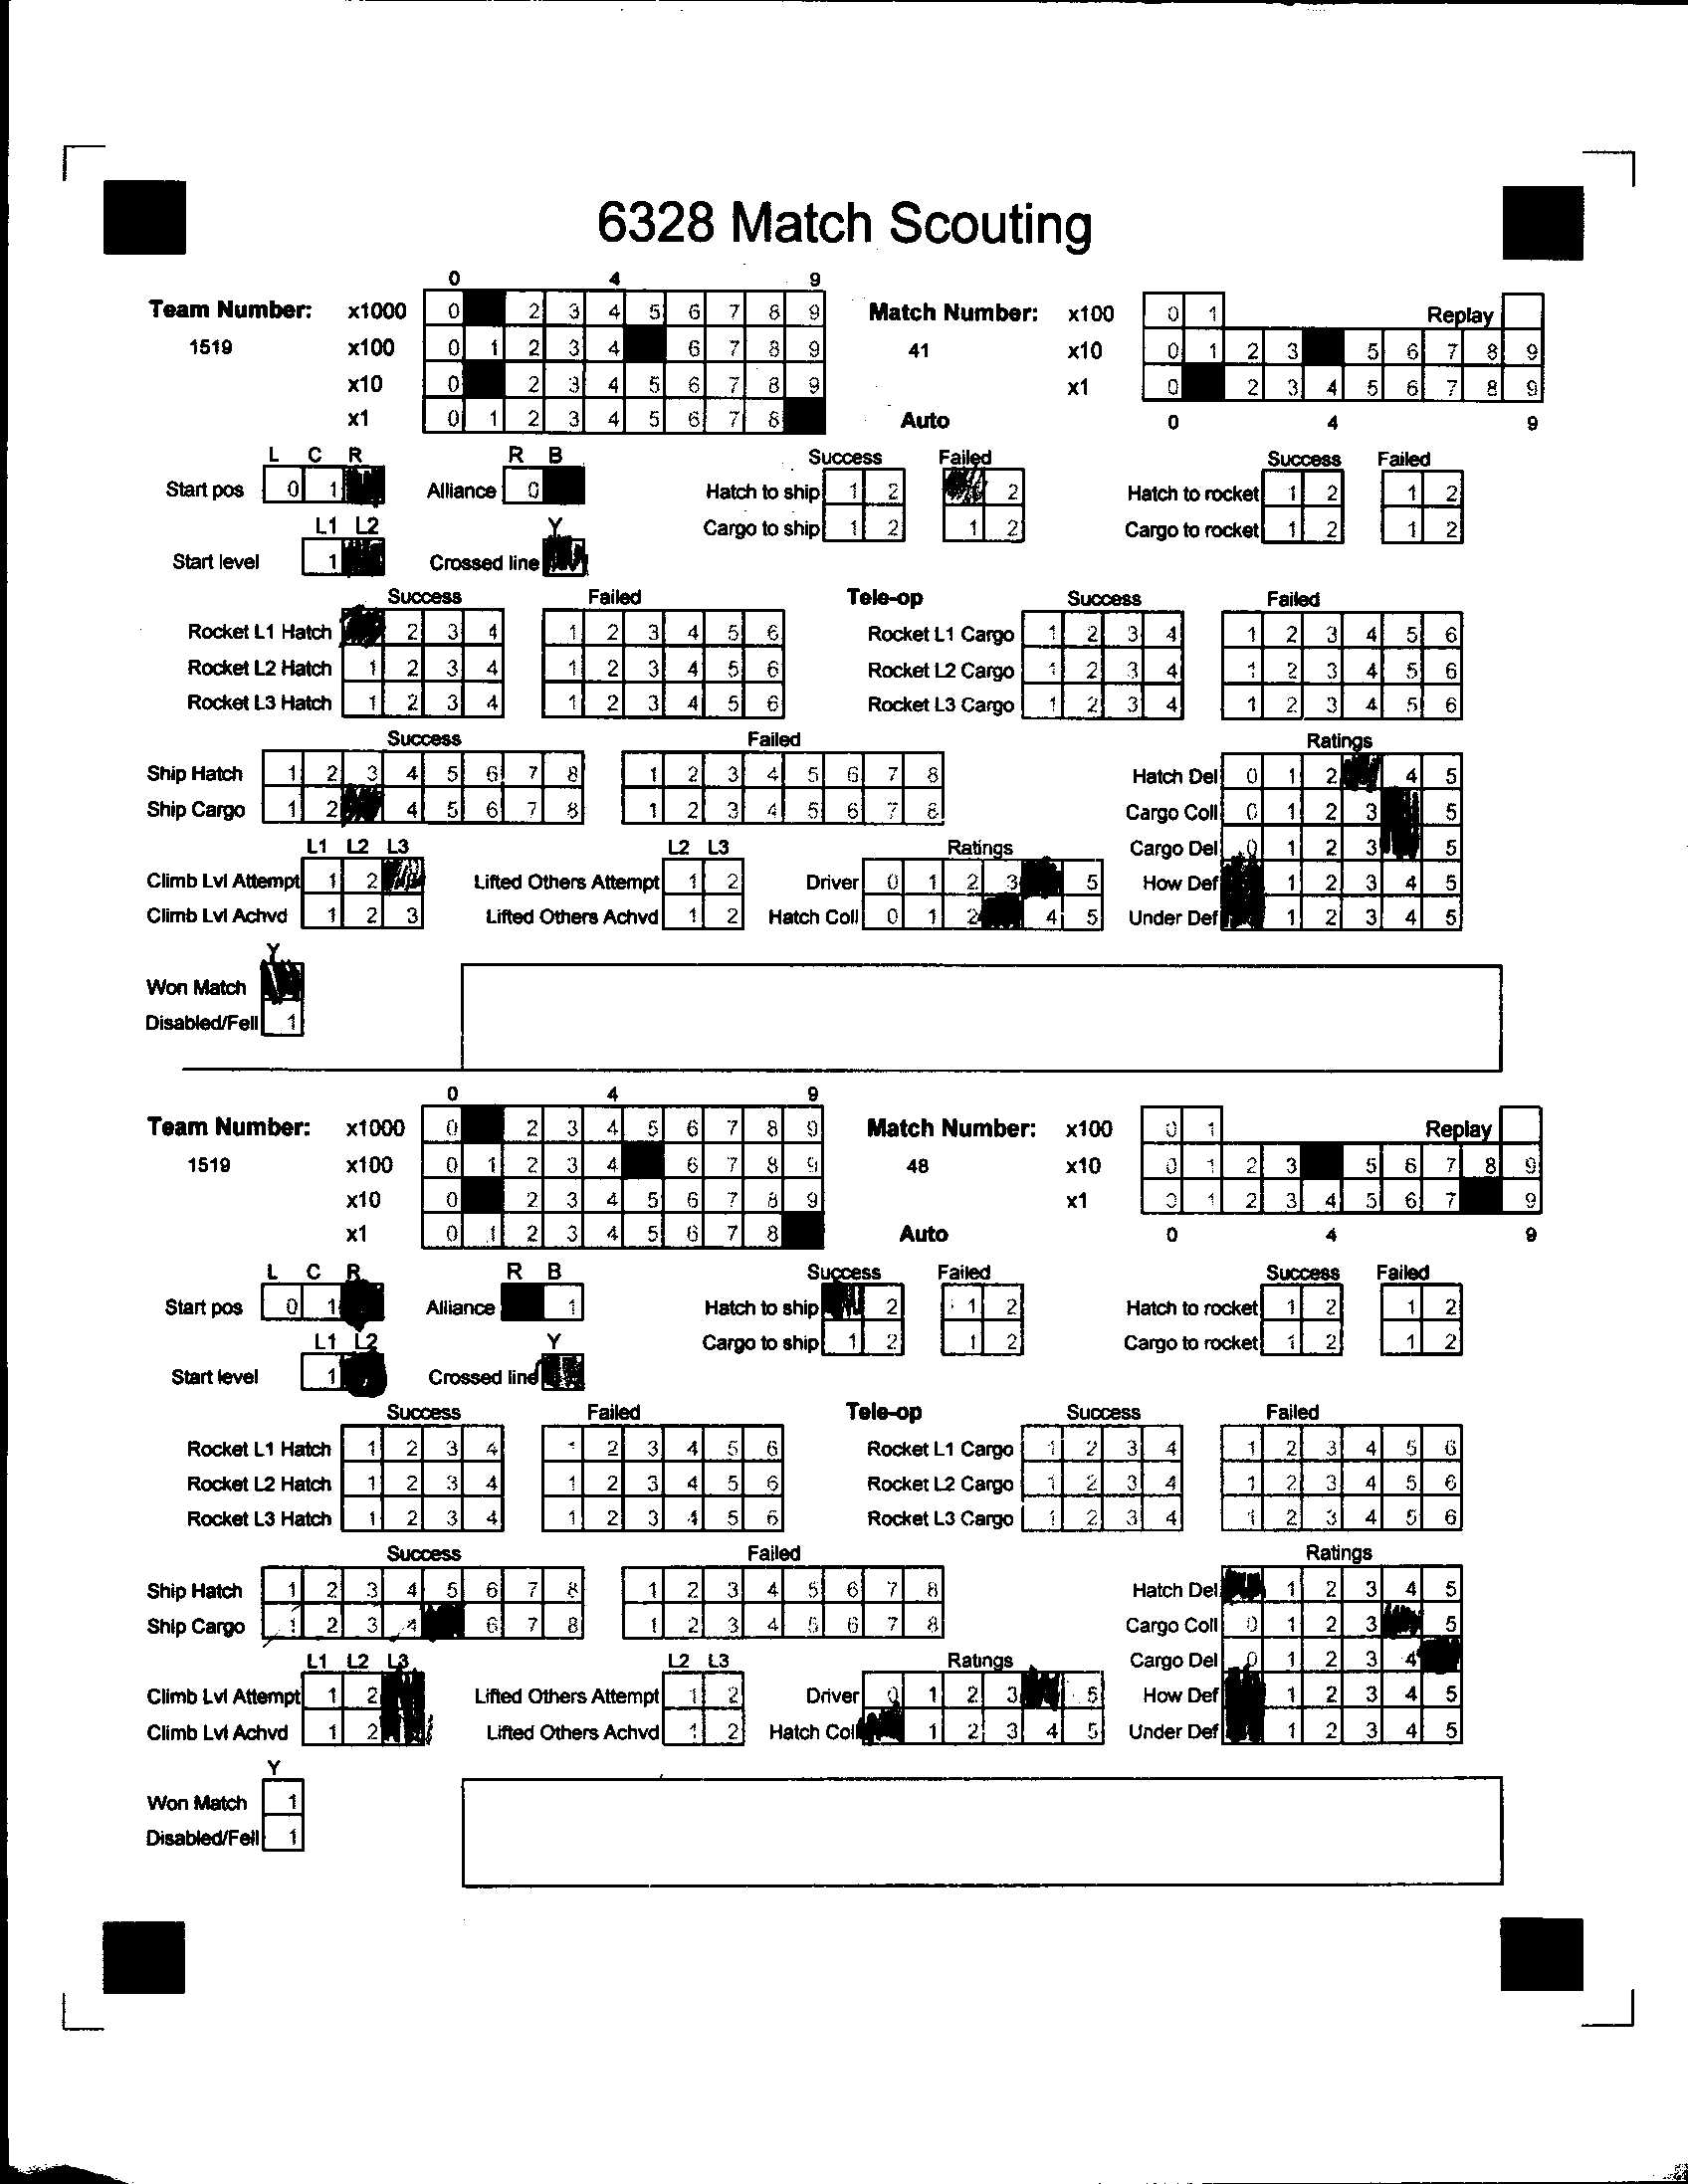 6328 Match Scouting
0 4 9
Team Number: x1000 0 2 3 4 5 6 7 8 9 Match Number: x100 0 1 Replay
1519 x100 0 1 2 3 4 6 7 8 9 41 x10 0 1 2 3 5 6 7 8 9
x10 0 2 3 4 5 6 7 8 9 x1 0 2 3 4 5 6 7 8 9
x1 0 1 2 3 4 5 6 7 8 Auto 0 4 9
L C R R B Success Failed Success Failed
Start pos 0 1 Alliance 0 Hatch to ship 1 2 2 Hatch to rocket 1 2 1 2
L1 L2 Y Cargo to ship 1 2 1 2 Cargo to rocket 1 2 1 2
Start level 1 Crossed line
Success Failed Tele-op Success Failed
Rocket L1 Hatch 2 3 4 1 2 3 4 5 6 Rocket L1 Cargo 1 2 3 4 1 2 3 4 5 6
Rocket L2 Hatch 1 2 3 4 1 2 3 4 5 6 Rocket L2 Cargo 1 2 3 4 1 2 3 4 5 6
Rocket L3 Hatch 1 2 3 4 1 2 3 4 5 6 Rocket L3 Cargo 1 2 3 4 1 2 3 4 5 6
Success Failed Ratings
Ship Hatch 1 2 3 4 5 6 7 8 1 2 3 4 5 6 7 8 Hatch Del 0 1 2 4 5
Ship Cargo 1 2 4 5 6 7 8 1 2 3 4 5 6 7 8 Cargo Coll 0 1 2 3 5
L1 L2 L3 L2 L3 Ratings Cargo Del 0 1 2 3 5
Climb Lvl Attempt 1 2 Lifted Others Attempt 1 2 Driver 0 1 2 3 5 How Def 1 2 3 4 5
Climb Lvl Achvd 1 2 3 Lifted Others Achvd 1 2 Hatch Coll 0 1 2 4 5 Under Def 1 2 3 4 5
Y
Won Match
Disabled/Fell 1
0 4 9
Team Number: x1000 0 2 3 4 5 6 7 8 9 Match Number: x100 0 1 Replay
1519 x100 0 1 2 3 4 6 7 8 9 48 x10 0 1 2 3 5 6 7 8 9
x10 0 2 3 4 5 6 7 8 9 x1 0 1 2 3 4 5 6 7 9
x1 0 1 2 3 4 5 6 7 8 Auto 0 4 9
L C R R B Success Failed Success Failed
Start pos 0 1 Alliance 1 Hatch to ship 2 1 2 Hatch to rocket 1 2 1 2
L1 L2 Y Cargo to ship 1 2 1 2 Cargo to rocket 1 2 1 2
Start level 1 Crossed line
Success Failed Tele-op Success Failed
Rocket L1 Hatch 1 2 3 4 1 2 3 4 5 6 Rocket L1 Cargo 1 2 3 4 1 2 3 4 5 6
Rocket L2 Hatch 1 2 3 4 1 2 3 4 5 6 Rocket L2 Cargo 1 2 3 4 1 2 3 4 5 6
Rocket L3 Hatch 1 2 3 4 1 2 3 4 5 6 Rocket L3 Cargo 1 2 3 4 1 2 3 4 5 6
Success Failed Ratings
Ship Hatch 1 2 3 4 5 6 7 8 1 2 3 4 5 6 7 8 Hatch Del 1 2 3 4 5
Ship Cargo 1 2 3 4 6 7 8 1 2 3 4 5 6 7 8 Cargo Coll 0 1 2 3 5
L1 L2 L3 L2 L3 Ratings Cargo Del 0 1 2 3 4
Climb Lvl Attempt 1 2 Lifted Others Attempt 1 2 Driver 0 1 2 3 5 How Def 1 2 3 4 5
Climb Lvl Achvd 1 2 Lifted Others Achvd 1 2 Hatch Coll 1 2 3 4 5 Under Def 1 2 3 4 5
Y
Won Match 1
Disabled/Fell 1